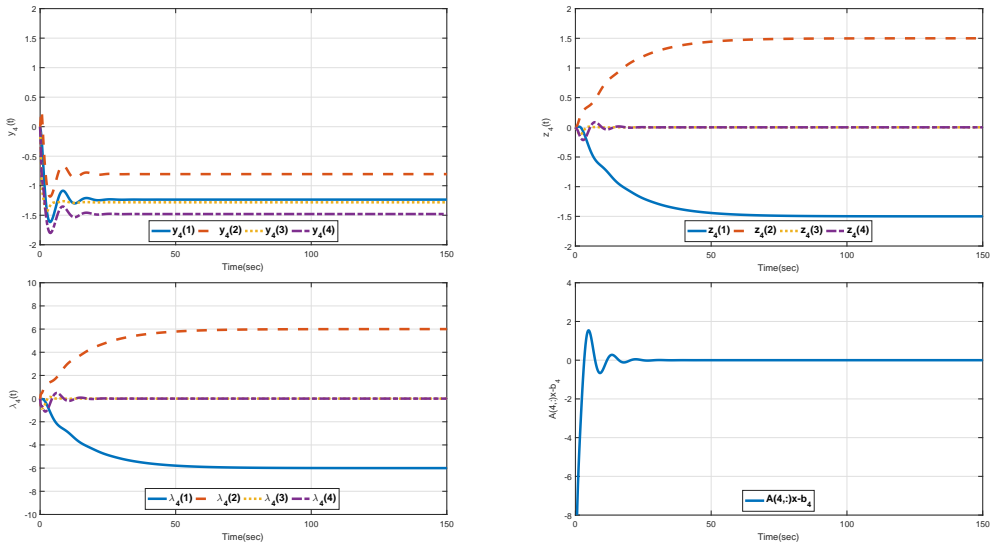 2
1.5
1
0.5
0
-0.5
-1
-1.5
-2
y₄(t)
0 50 100 150
Time(sec)
y₄(1) y₄(2) y₄(3) y₄(4)
2
1.5
1
0.5
0
-0.5
-1
-1.5
-2
z₄(t)
0 50 100 150
Time(sec)
z₄(1) z₄(2) z₄(3) z₄(4)
10
8
6
4
2
0
-2
-4
-6
-8
-10
λ₄(t)
0 50 100 150
Time(sec)
λ₄(1) λ₄(2) λ₄(3) λ₄(4)
4
2
0
-2
-4
-6
-8
A(4,:)x-b₄
0 50 100 150
Time(sec)
A(4,:)x-b₄